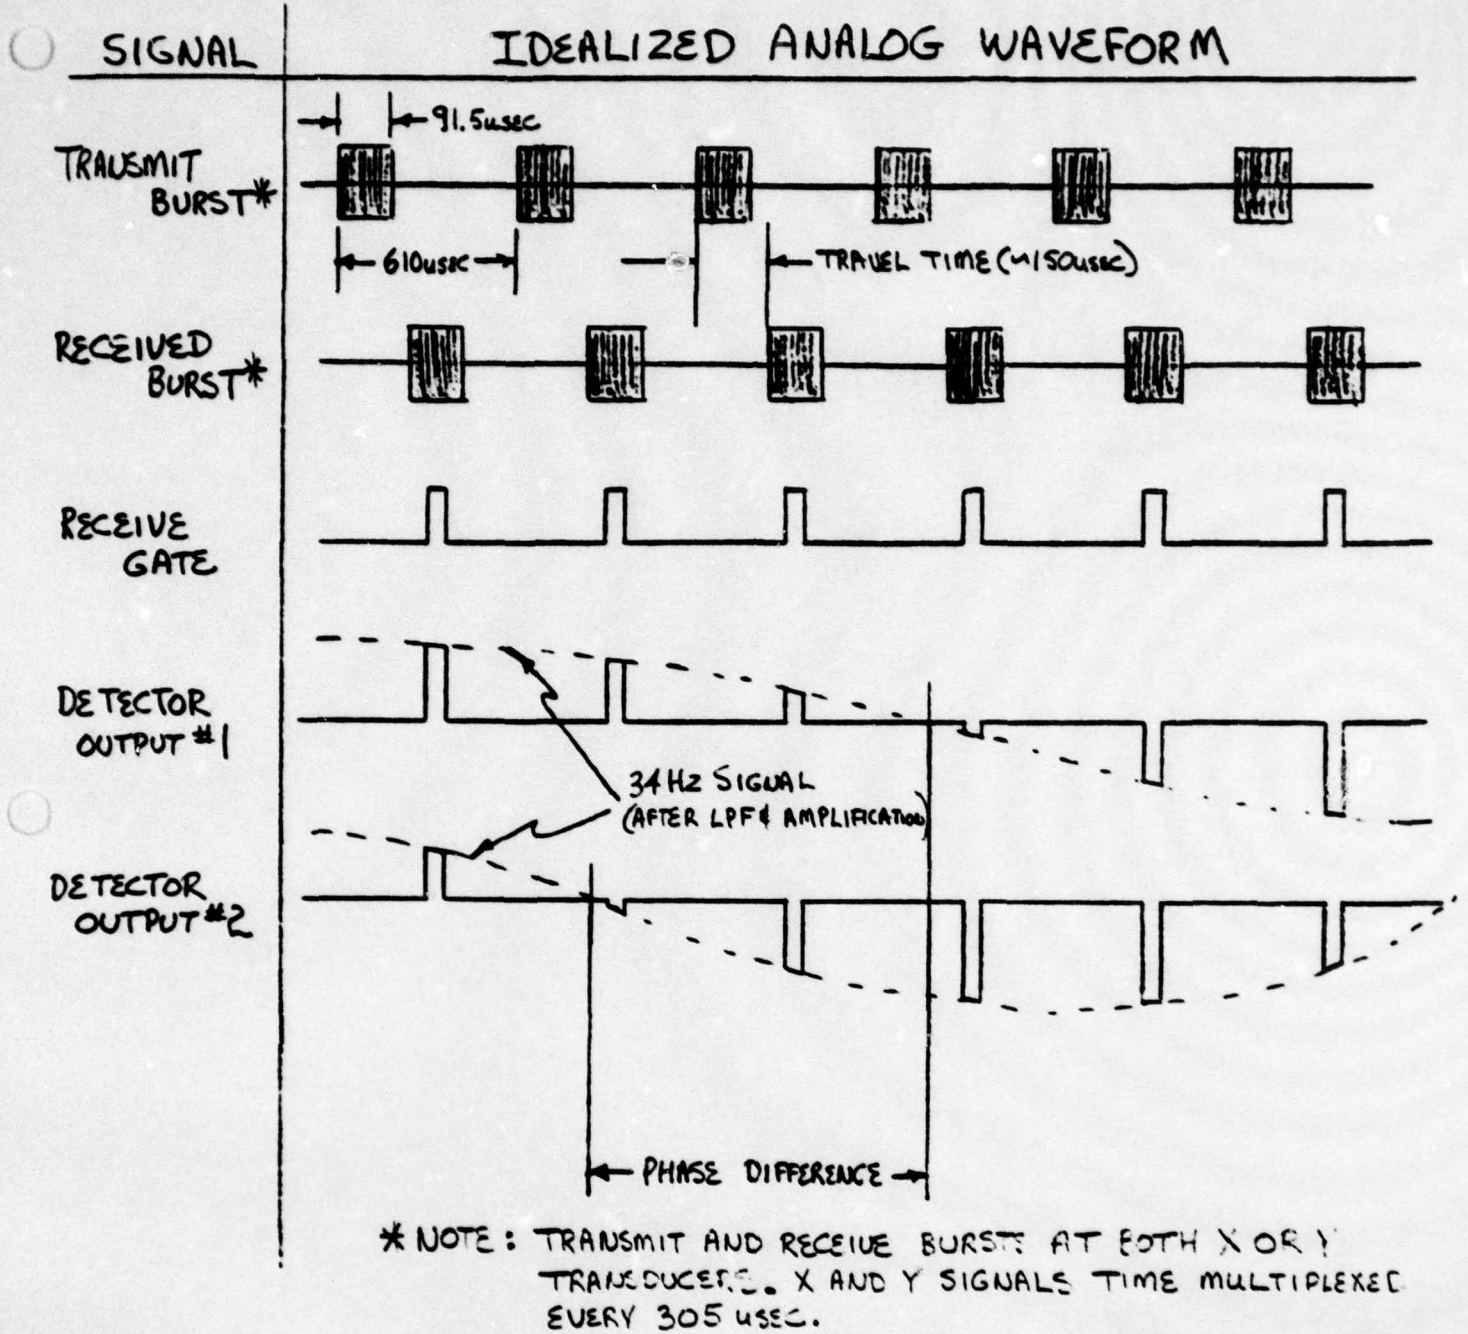 SIGNAL
IDEALIZED ANALOG WAVEFORM
91.5usec
TRANSMIT
BURST*
610usec
TRAVEL TIME (~150usec)
RECEIVED
BURST*
RECEIVE
GATE
DETECTOR
OUTPUT #1
34 HZ SIGNAL
(AFTER LPF & AMPLIFICATION)
DETECTOR
OUTPUT #2
PHASE DIFFERENCE
* NOTE: TRANSMIT AND RECEIVE BURSTS AT BOTH X OR Y
TRANSDUCERS. X AND Y SIGNALS TIME MULTIPLEXED
EVERY 305 usec.